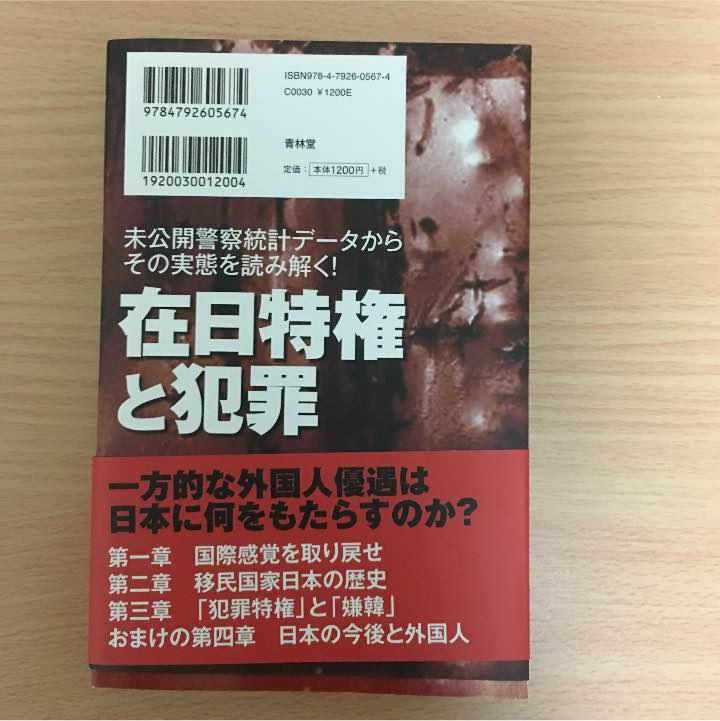 ISBN978-4-7926-0567-4
C0030 ¥1200E
9784792605674
青林堂
定価：本体1200円+税
1920030012004
未公開警察統計データから
その実態を読み解く!
在日特権
と犯罪
一方的な外国人優遇は
日本に何をもたらすのか?
第一章　国際感覚を取り戻せ
第二章　移民国家日本の歴史
第三章　「犯罪特権」と「嫌韓」
おまけの第四章　日本の今後と外国人